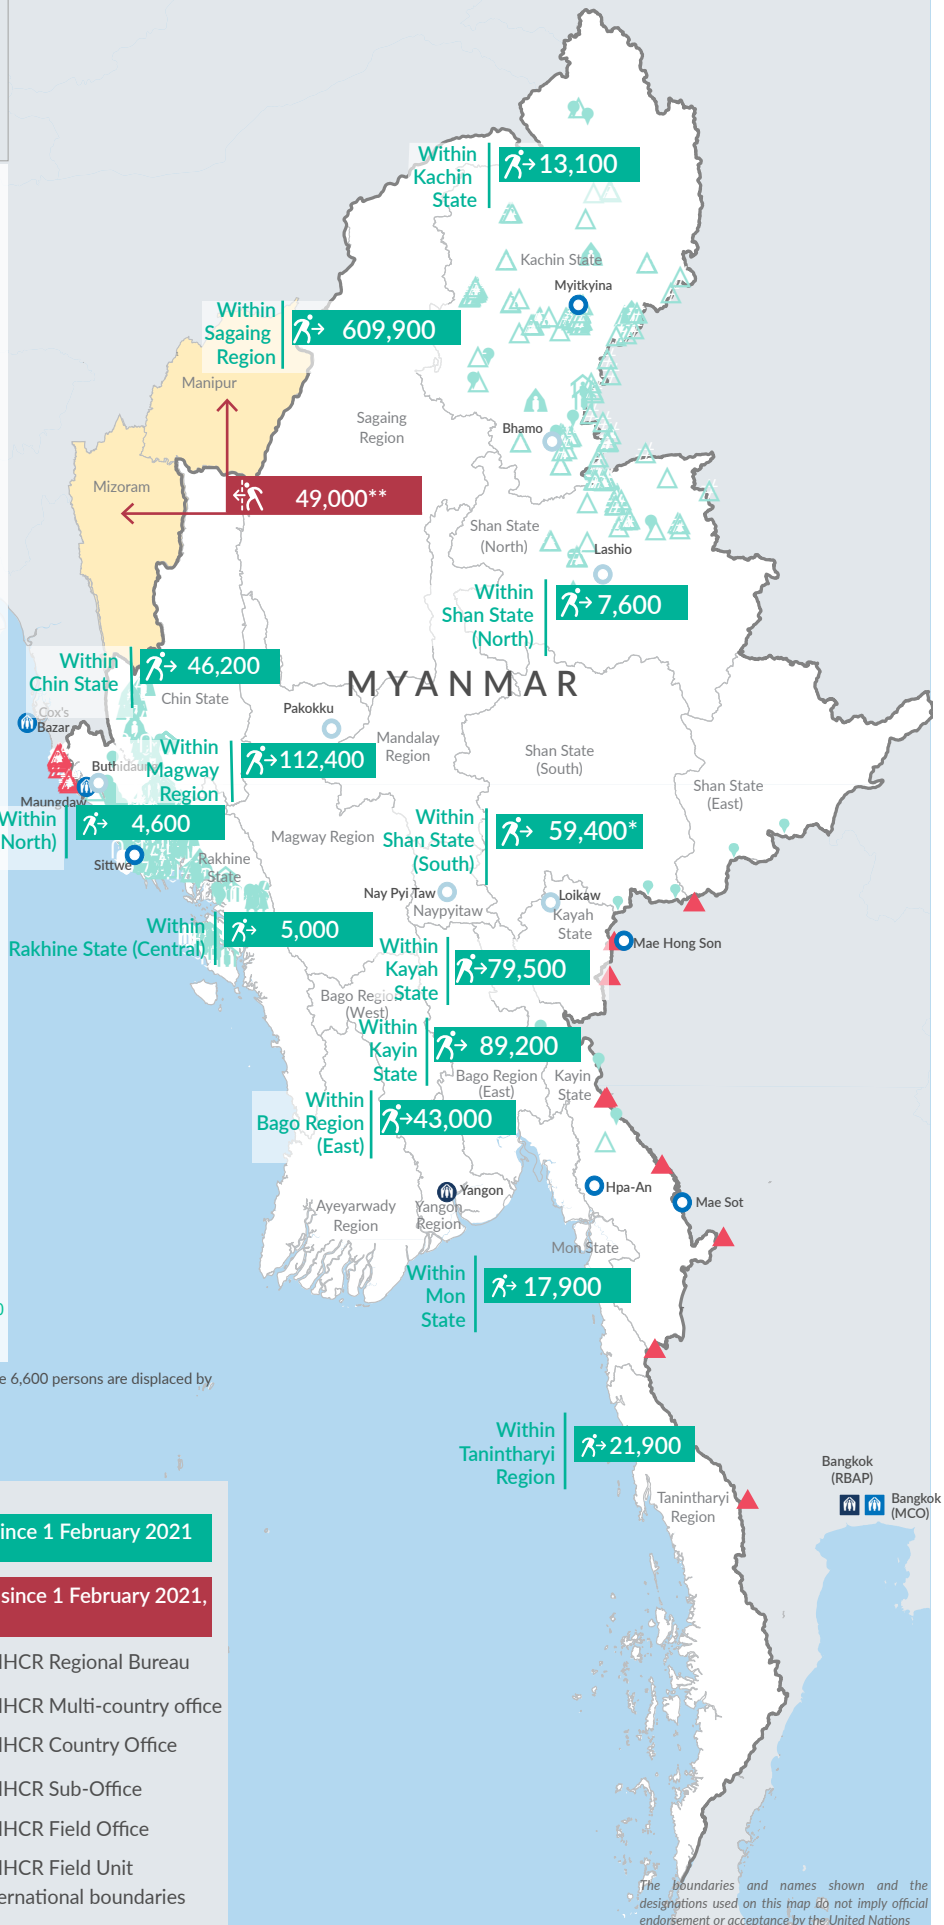 Within
Kachin
State
13,100
Kachin State
Myitkyina
Within
Sagaing
Region
609,900
Manipur
Sagaing
Region
Bhamo
Mizoram
49,000**
Shan State
(North)
Lashio
Within
Shan State
(North)
7,600
Within
Chin State
46,200
Chin State
MYANMAR
Pakokku
Cox's
Bazar
Mandalay
Region
Within
Magway
Region
112,400
Shan State
(South)
Shan State
(East)
Maungdaw
Within
North)
4,600
Magway Region
Within
Shan State
(South)
59,400*
Sittwe
Rakhine
State
Nay Pyi Taw
Naypyitaw
Loikaw
Kayah
State
Mae Hong Son
Within
Rakhine State (Central)
5,000
Within
Kayah
State
79,500
Bago Region
(West)
Within
Kayin
State
89,200
Bago Region
(East)
Kayin
State
Within
Bago Region
(East)
43,000
Hpa-An
Mae Sot
Yangon
Yangon
Region
Ayeyarwady
Region
Mon State
Within
Mon
State
17,900
0
e 6,600 persons are displaced by
Within
Tanintharyi
Region
21,900
Tanintharyi
Region
Bangkok
(RBAP)
Bangkok
(MCO)
ince 1 February 2021
since 1 February 2021,
HCR Regional Bureau
HCR Multi-country office
HCR Country Office
HCR Sub-Office
HCR Field Office
HCR Field Unit
ernational boundaries
The boundaries and names shown and the
designations used on this map do not imply official
endorsement or acceptance by the United Nations